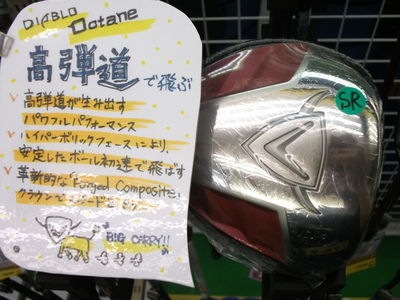 DIABLO Octane
高弾道で飛ぶ
高弾道が生み出す
パワフルパフォーマンス
ハイパーボリックフェースにより、
安定したボール初速で飛ばす
革新的な「Forged Composite」
BIG CARRY!!
SR